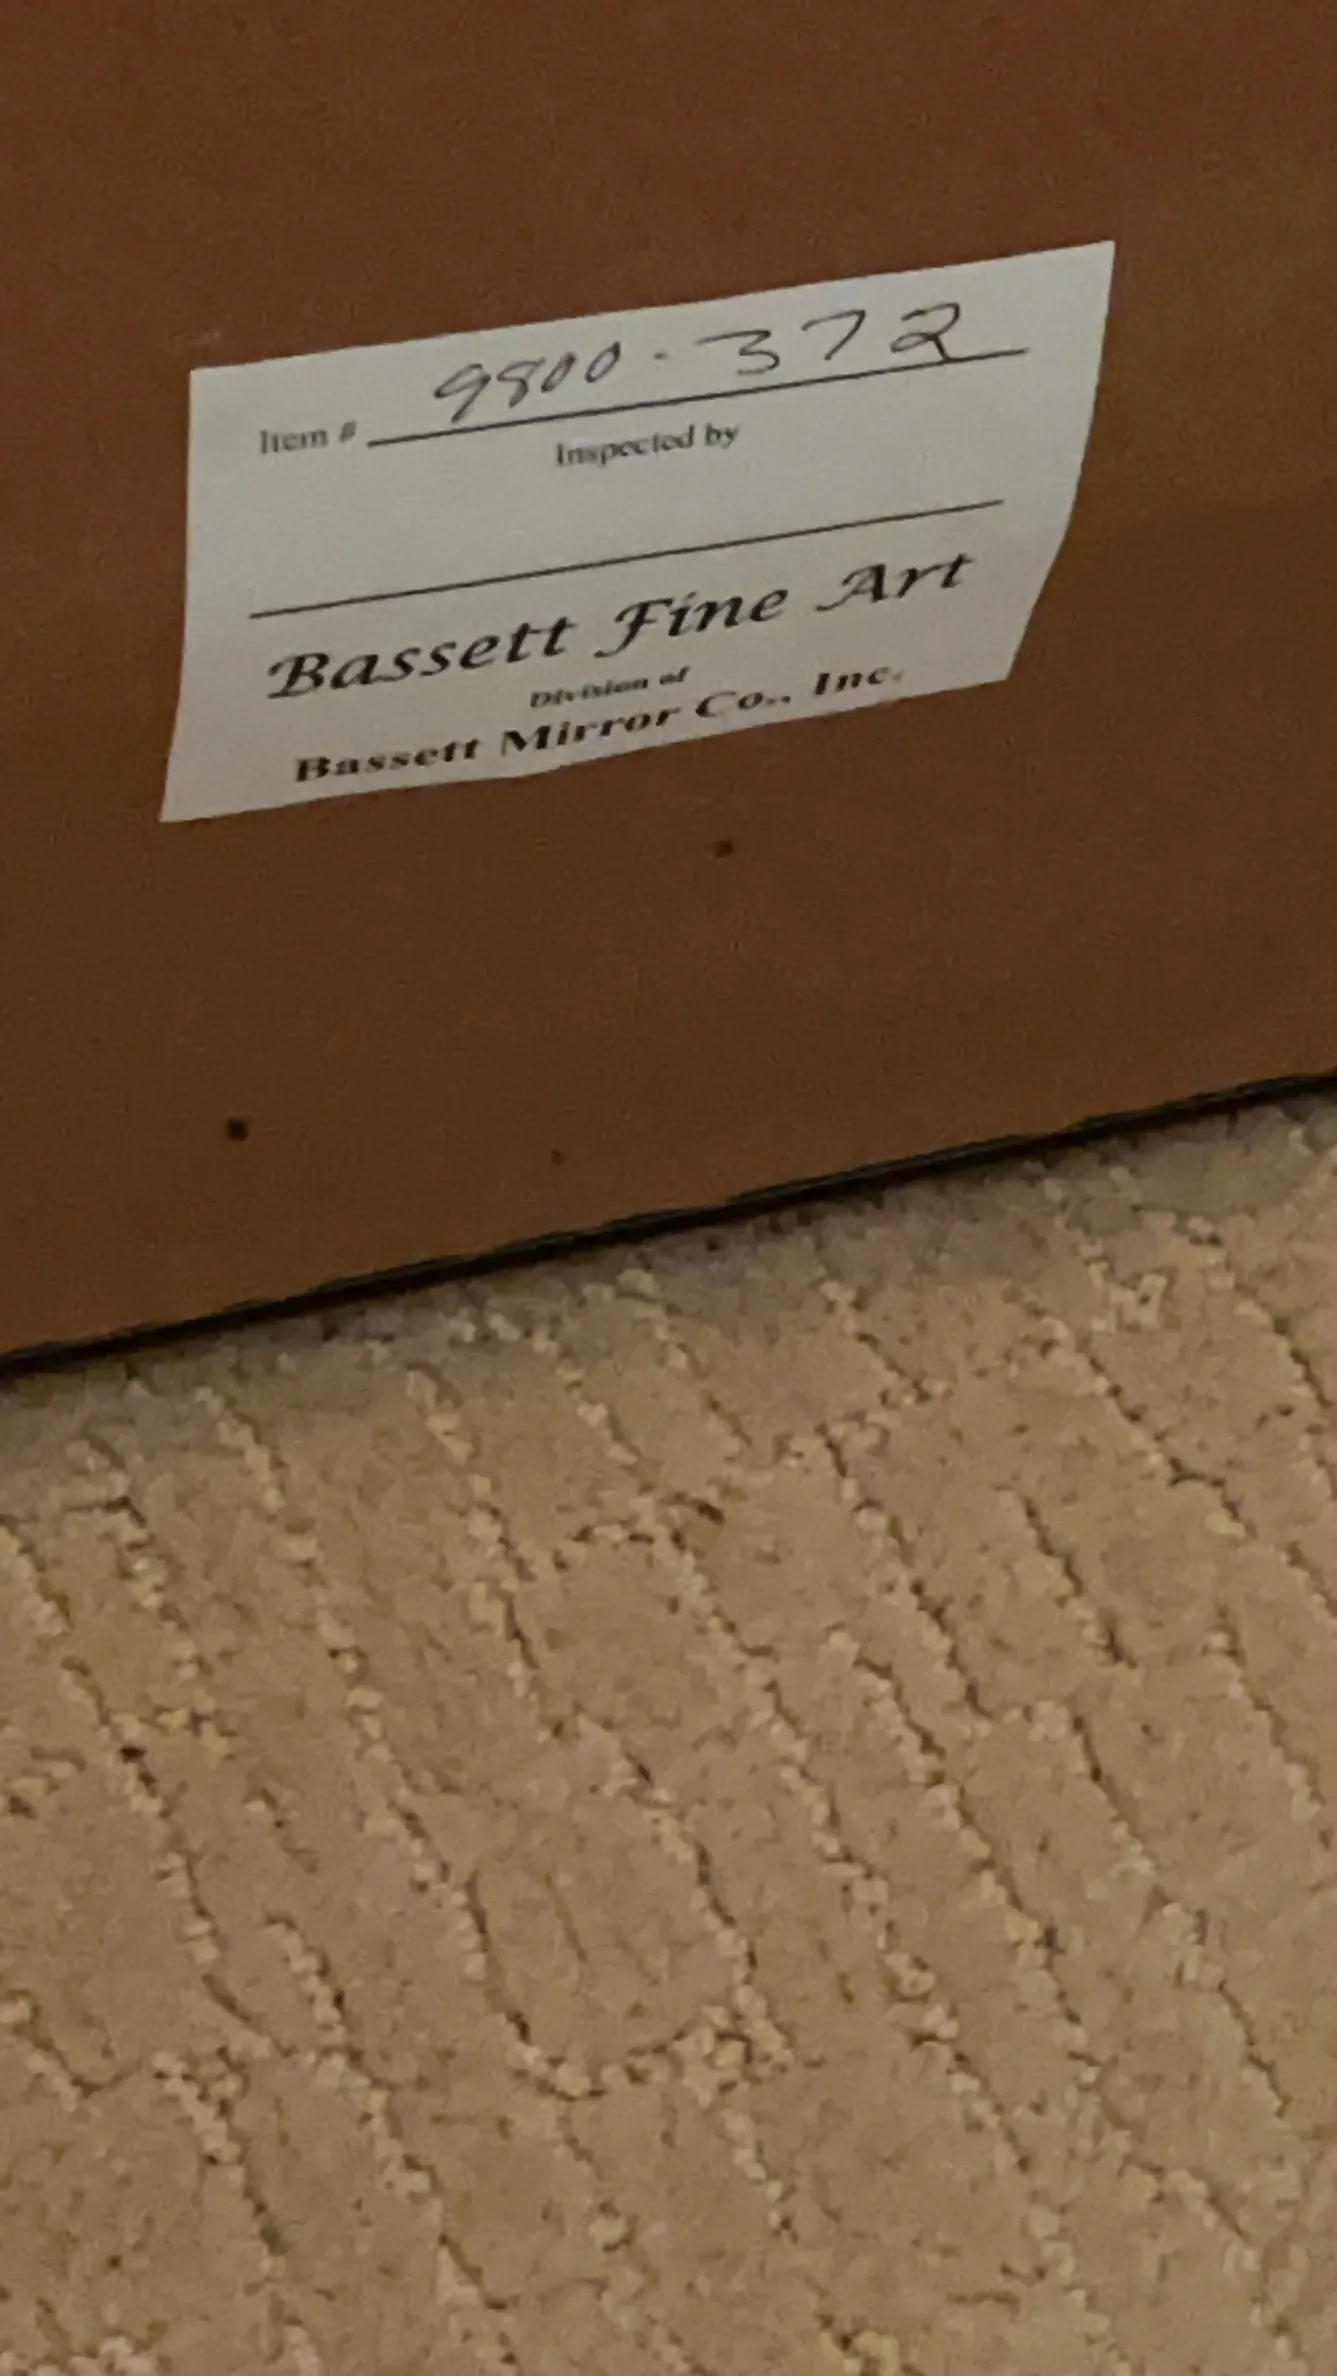 Item # 9800-372
Inspected by
Bassett Fine Art
Division of
Bassett Mirror Co., Inc.